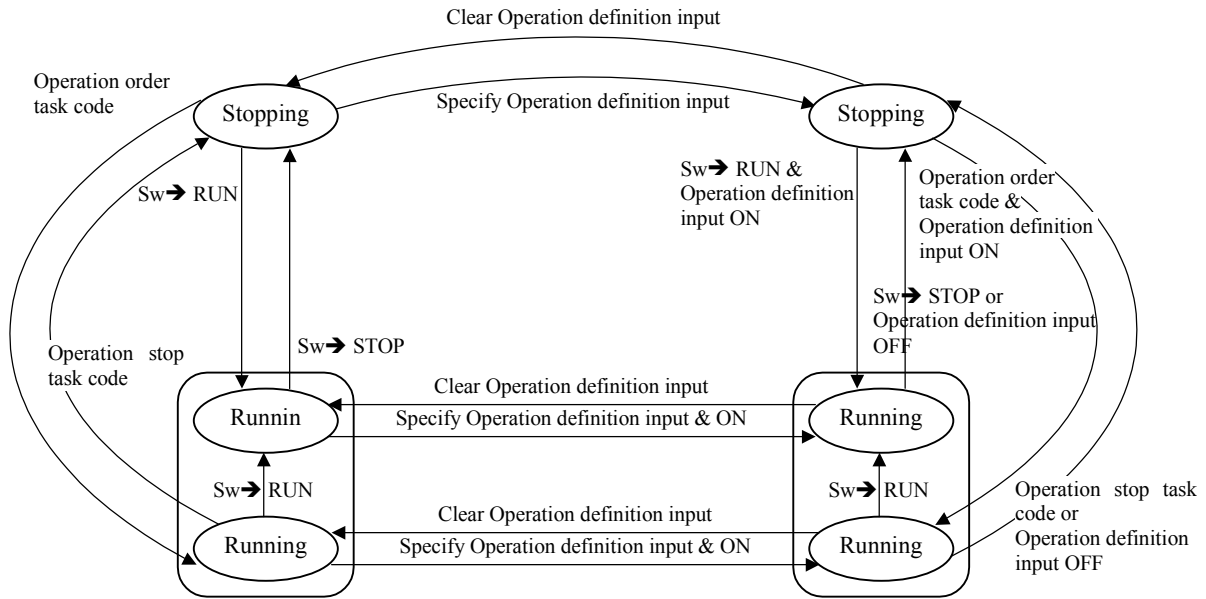 Clear Operation definition input
Operation order
task code
Specify Operation definition input
Stopping
Stopping
Sw➔ RUN
Sw➔ RUN &
Operation definition
input ON
Operation order
task code &
Operation definition
input ON
Sw➔ STOP or
Operation definition input
OFF
Operation stop
task code
Sw➔ STOP
Clear Operation definition input
Runnin
Specify Operation definition input & ON
Running
Sw➔ RUN
Sw➔ RUN
Clear Operation definition input
Running
Specify Operation definition input & ON
Running
Operation stop task
code or
Operation definition
input OFF